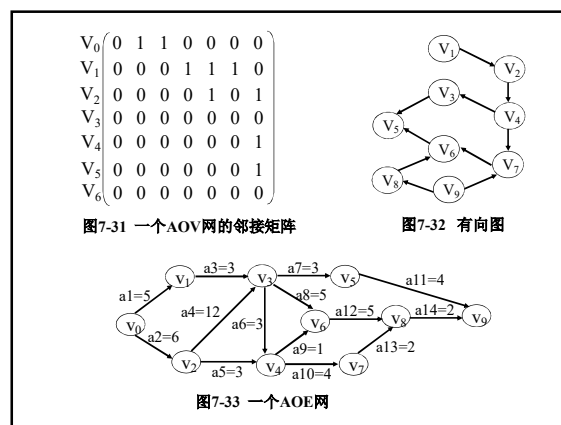 V0 0 1 1 0 0 0 0
V1 0 0 0 1 1 1 0
V2 0 0 0 0 1 0 1
V3 0 0 0 0 0 0 0
V4 0 0 0 0 0 0 1
V5 0 0 0 0 0 0 1
V6 0 0 0 0 0 0 0
图7-31 一个AOV网的邻接矩阵
V1
V2
V3
V4
V5
V6
V7
V8
V9
图7-32 有向图
v0
v1
v2
v3
v4
v5
v6
v7
v8
v9
a1=5
a2=6
a3=3
a4=12
a5=3
a6=3
a7=3
a8=5
a9=1
a10=4
a11=4
a12=5
a13=2
a14=2
图7-33 一个AOE网